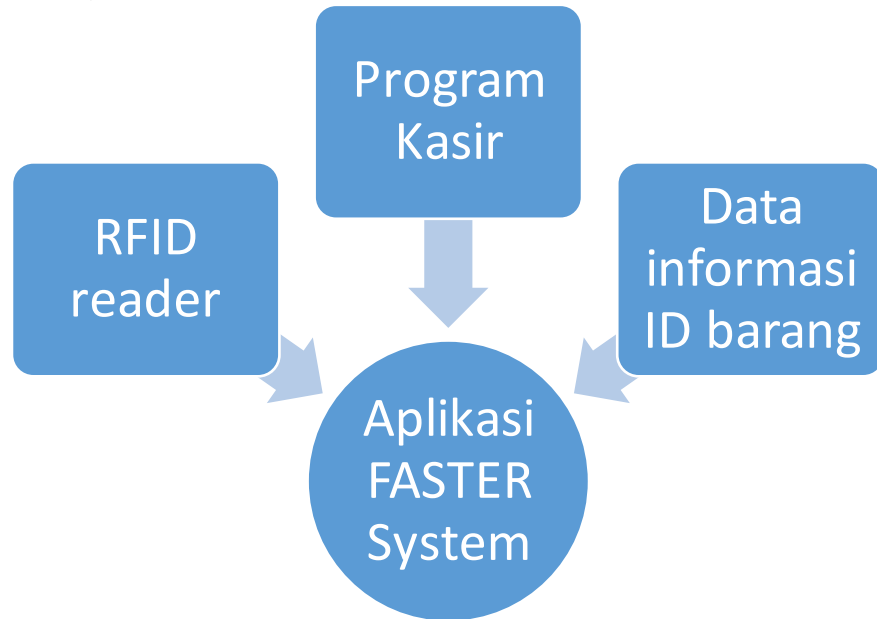 Program
Kasir
RFID
reader
Data
informasi
ID barang
Aplikasi
FASTER
System